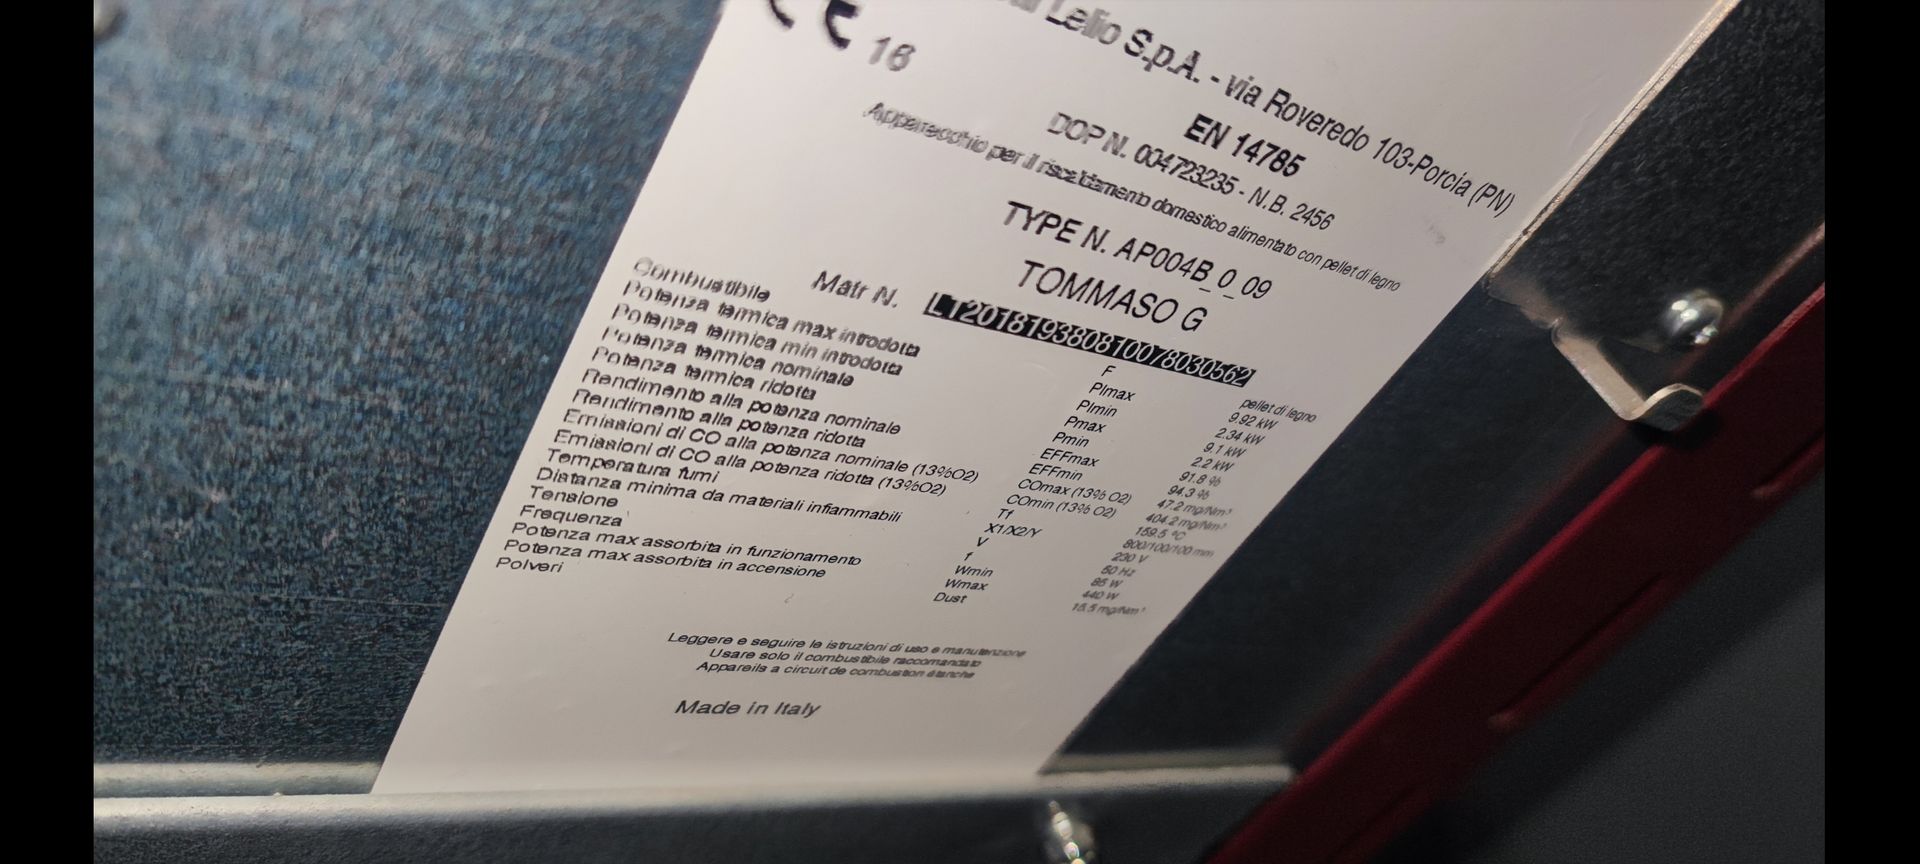 CE 16
Lelio S.p.A. - via Roveredo 103-Porcia (PN)
EN 14785
DOP N. 004723235 - N.B. 2456
Apparecchio per il riscaldamento domestico alimentato con pellet di legno
TYPE N. AP004B_0_09
TOMMASO G
Matr N. LT20181938081007803056​2
Combustibile F pellet di legno
Potenza termica max introdotta PImax 9.92 kW
Potenza termica min introdotta PImin 2.34 kW
Potenza termica nominale Pmax 9.1 kW
Potenza termica ridotta Pmin 2.2 kW
Rendimento alla potenza nominale EFFmax 91.8 %
Rendimento alla potenza ridotta EFFmin 94.3 %
Emissioni di CO alla potenza nominale (13%O2) COmax (13% O2) 47.2 mg/Nm³
Emissioni di CO alla potenza ridotta (13%O2) COmin (13% O2) 404.2 mg/Nm³
Temperatura fumi Tf 159.5 °C
Distanza minima da materiali infiammabili X1/X2/Y 800/100/100 mm
Tensione V 230 V
Frequenza f 50 Hz
Potenza max assorbita in funzionamento Wmin 85 W
Potenza max assorbita in accensione Wmax 440 W
Polveri Dust 15.5 mg/Nm³
Leggere e seguire le istruzioni di uso e manutenzione
Usare solo il combustibile raccomandato
Appareils a circuit de combustion étanche
Made in Italy